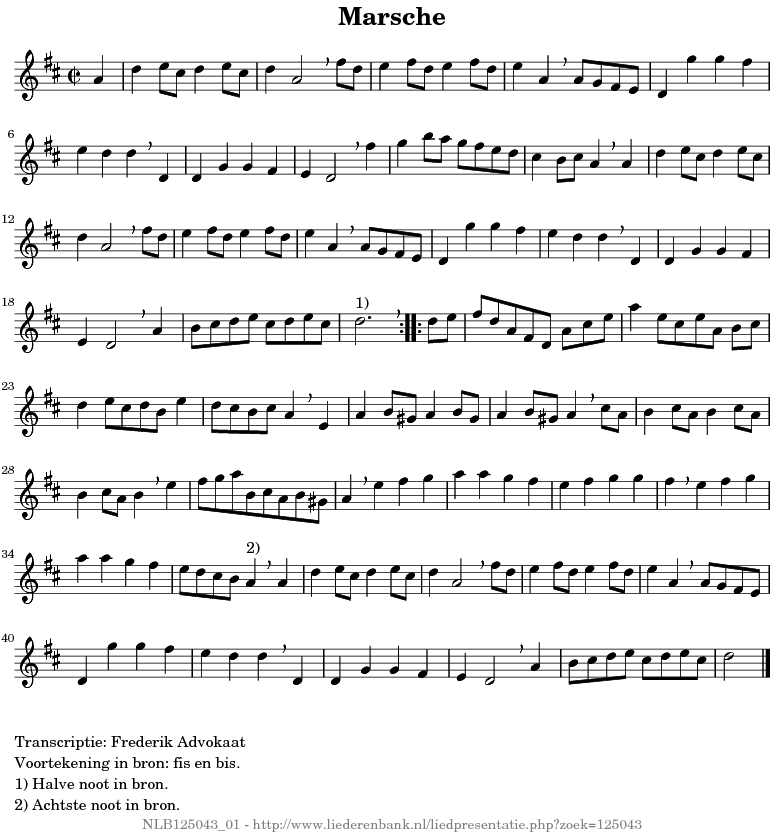 Marsche
6
12
1)
18
23
28
2)
34
40
Transcriptie: Frederik Advokaat
Voortekening in bron: fis en bis.
1) Halve noot in bron.
2) Achtste noot in bron.
NLB125043_01 - http://www.liederenbank.nl/liedpresentatie.php?zoek=125043